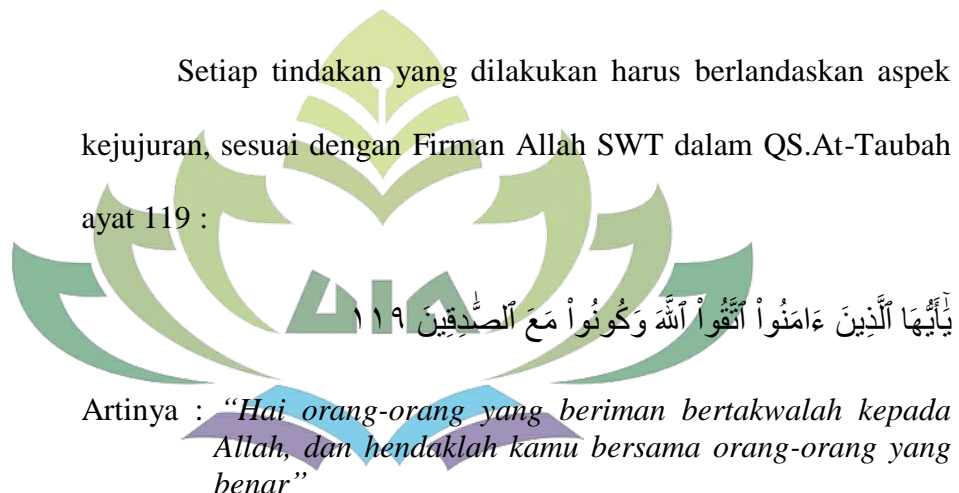 Setiap tindakan yang dilakukan harus berlandaskan aspek
kejujuran, sesuai dengan Firman Allah SWT dalam QS.At-Taubah
ayat 119 :
يَٰٓأَيُّهَا ٱلَّذِينَ ءَامَنُواْ ٱتَّقُواْ ٱللَّهَ وَكُونُواْ مَعَ ٱلصَّٰدِقِينَ ١١٩
Artinya : “Hai orang-orang yang beriman bertakwalah kepada
Allah, dan hendaklah kamu bersama orang-orang yang
benar”